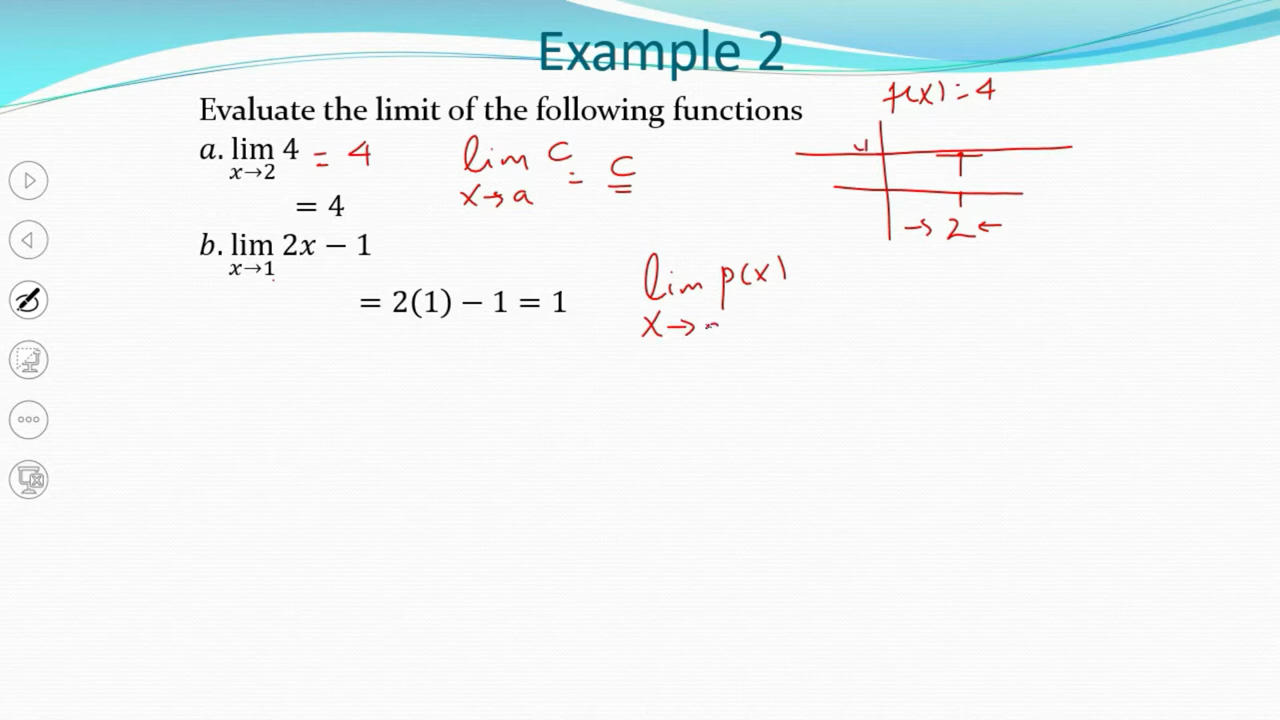 Example 2
Evaluate the limit of the following functions
f(x) = 4
a. lim 4 = 4
x→2
lim c = c
x→a
4
= 4
→ 2 ←
b. lim 2x − 1
x→1
= 2(1) − 1 = 1
lim p(x)
x→